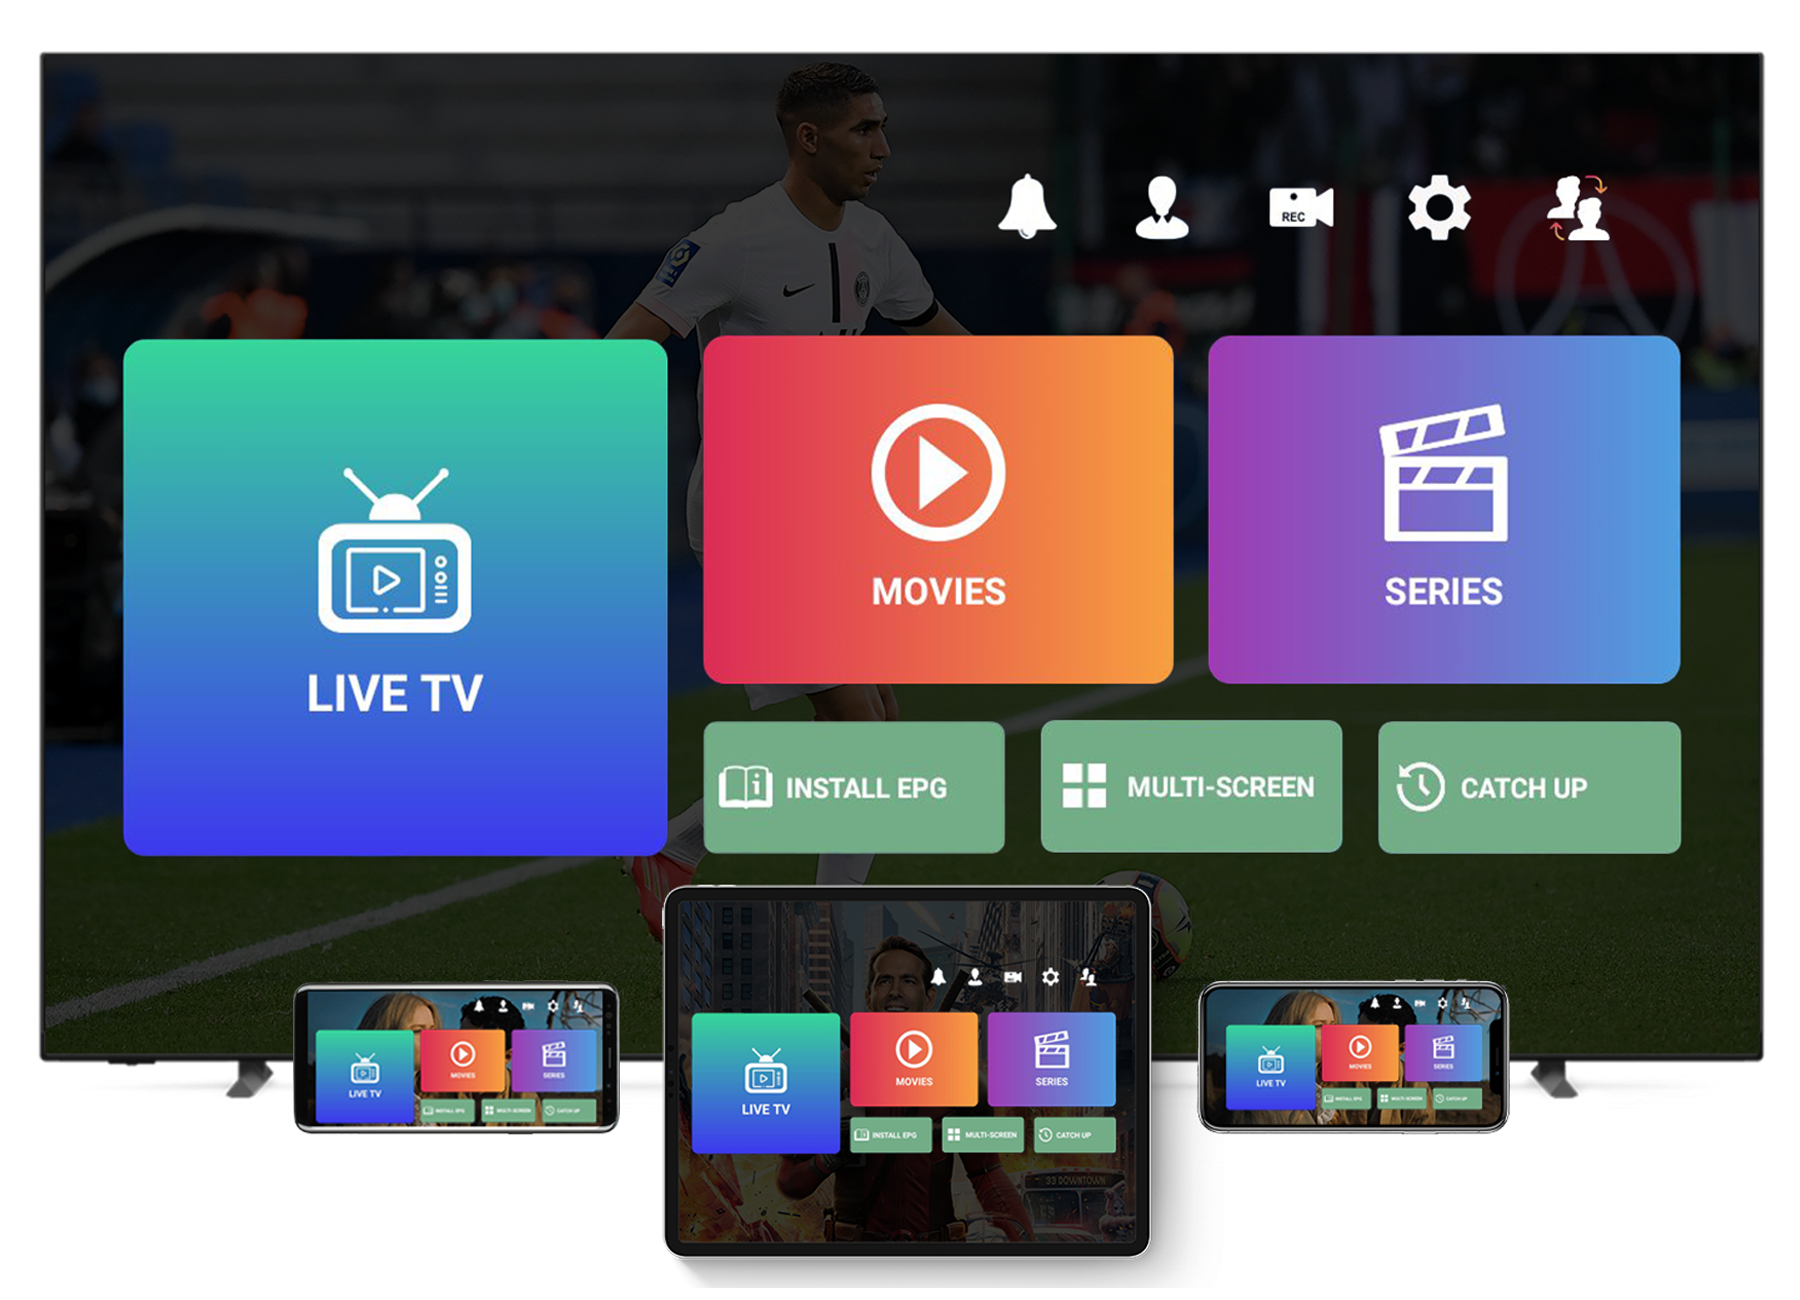 REC
LIVE TV
MOVIES
SERIES
INSTALL EPG
MULTI-SCREEN
CATCH UP
LIVE TV
MOVIES
SERIES
INSTALL EPG
MULTI-SCREEN
CATCH UP
LIVE TV
MOVIES
SERIES
INSTALL EPG
MULTI-SCREEN
CATCH UP
33 DOWNTOWN
LIVE TV
MOVIES
SERIES
INSTALL EPG
MULTI-SCREEN
CATCH UP